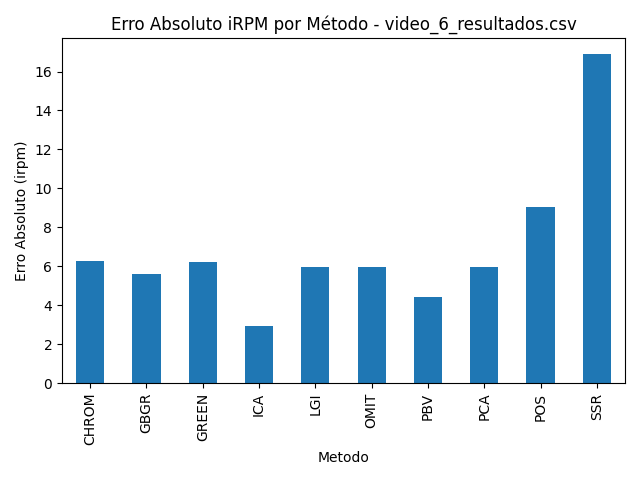 Erro Absoluto iRPM por Método - video_6_resultados.csv
Erro Absoluto (irpm)
16
14
12
10
8
6
4
2
0
CHROM GBGR GREEN ICA LGI OMIT PBV PCA POS SSR
Metodo